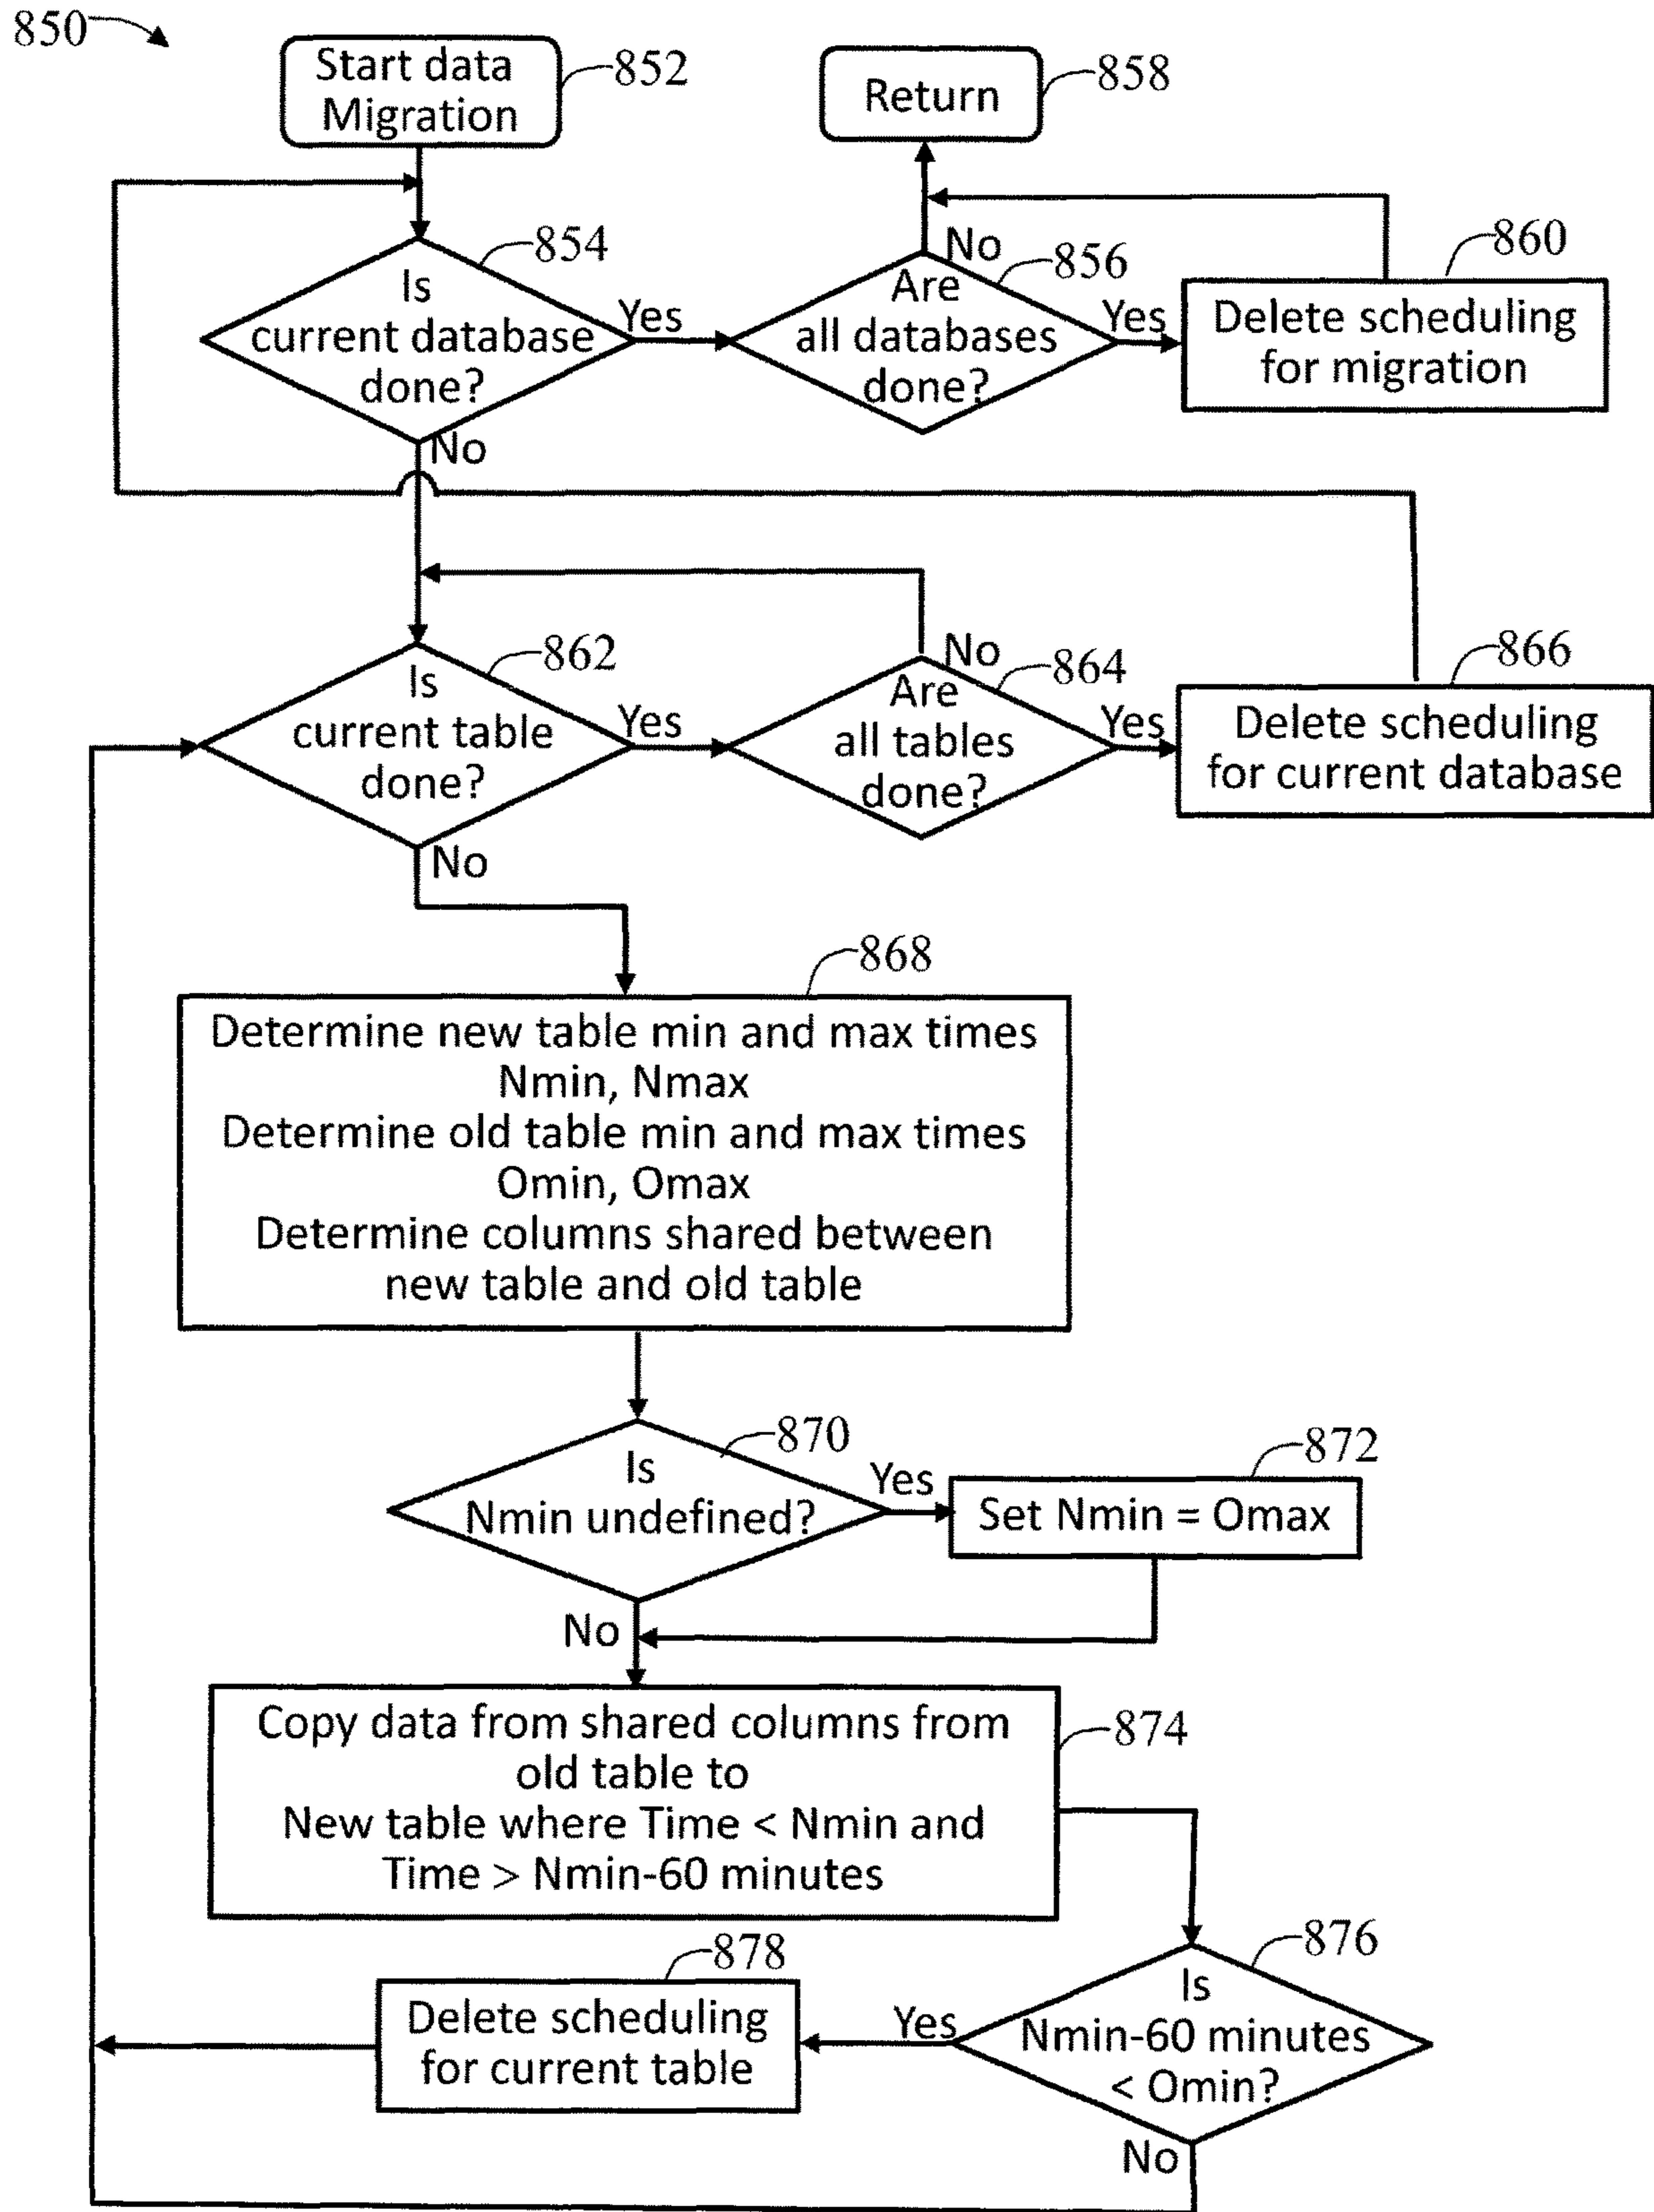 850
Start data
Migration
852
Return
858
854
Is
current database
done?
Yes
No
No
856
Are
all databases
done?
Yes
860
Delete scheduling
for migration
862
Is
current table
done?
Yes
No
No
864
Are
all tables
done?
Yes
866
Delete scheduling
for current database
868
Determine new table min and max times
Nmin, Nmax
Determine old table min and max times
Omin, Omax
Determine columns shared between
new table and old table
870
Is
Nmin undefined?
Yes
872
Set Nmin = Omax
No
Copy data from shared columns from
old table to
New table where Time < Nmin and
Time > Nmin-60 minutes
874
876
Is
Nmin-60 minutes
< Omin?
Yes
878
Delete scheduling
for current table
No